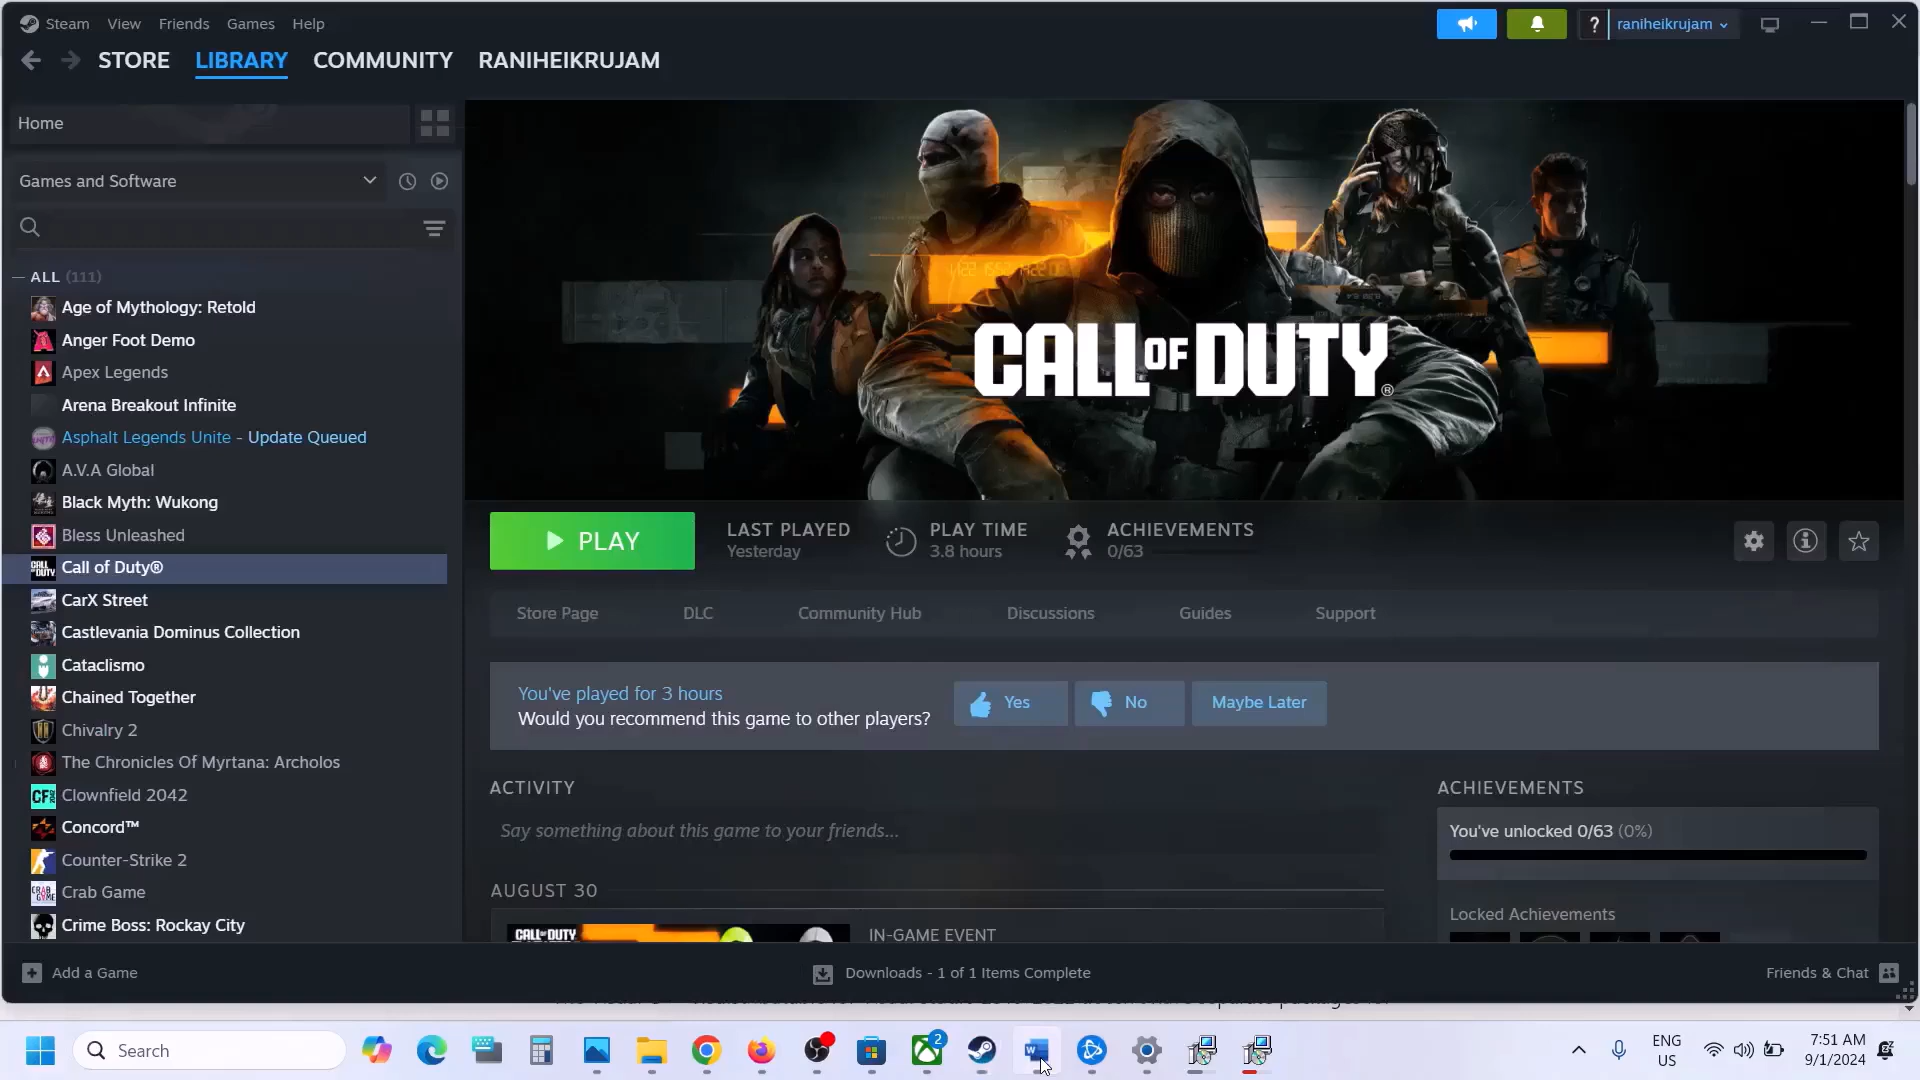 Steam View Friends Games Help
? raniheikrujam
STORE LIBRARY COMMUNITY RANIHEIKRUJAM
Home
Games and Software
ALL (111)
Age of Mythology: Retold
Anger Foot Demo
Apex Legends
Arena Breakout Infinite
Asphalt Legends Unite - Update Queued
A.V.A Global
Black Myth: Wukong
Bless Unleashed
Call of Duty®
CarX Street
Castlevania Dominus Collection
Cataclismo
Chained Together
Chivalry 2
The Chronicles Of Myrtana: Archolos
Clownfield 2042
Concord™
Counter-Strike 2
Crab Game
Crime Boss: Rockay City
CALL OF DUTY®
PLAY
LAST PLAYED
Yesterday
PLAY TIME
3.8 hours
ACHIEVEMENTS
0/63
Store Page DLC Community Hub Discussions Guides Support
You've played for 3 hours
Would you recommend this game to other players?
Yes No Maybe Later
ACTIVITY
Say something about this game to your friends...
AUGUST 30
CALL OF DUTY
IN-GAME EVENT
ACHIEVEMENTS
You've unlocked 0/63 (0%)
Locked Achievements
Add a Game
Downloads - 1 of 1 Items Complete
Friends & Chat
Search
2
ENG
US
7:51 AM
9/1/2024